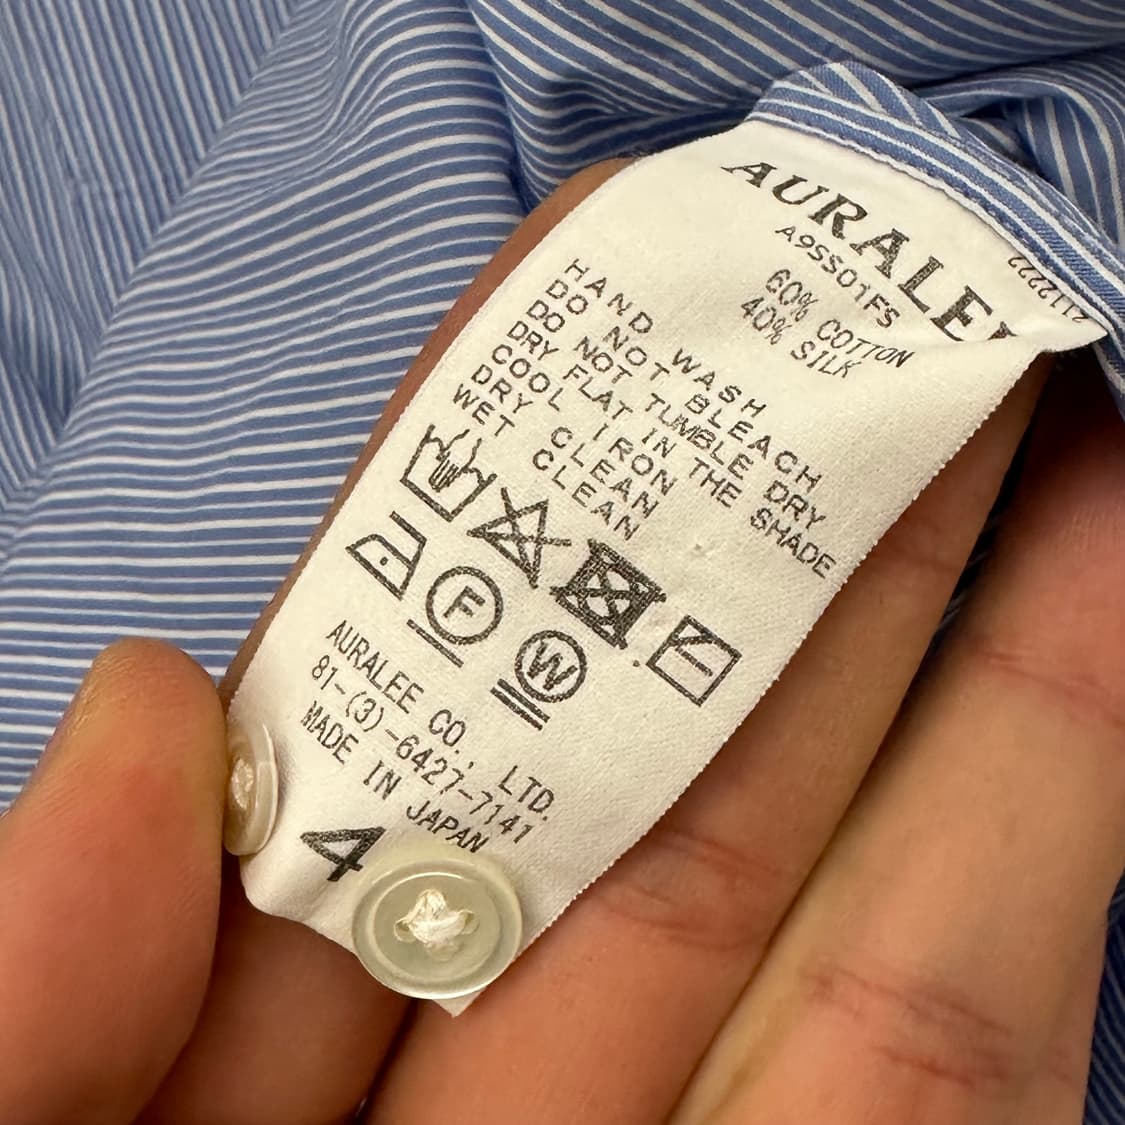 AURALEE
A9SS01FS
60% COTTON
40% SILK
HAND WASH
DO NOT BLEACH
DO NOT TUMBLE DRY
DRY FLAT IN THE SHADE
COOL IRON
DRY CLEAN
WET CLEAN
F
W
AURALEE CO., LTD.
81-(3)-6427-7141
MADE IN JAPAN
4